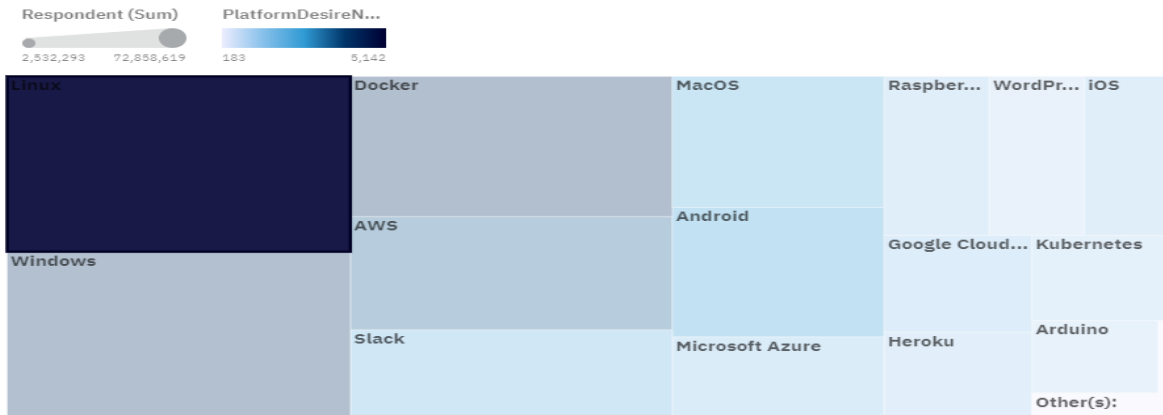 Respondent (Sum)
PlatformDesireN...
2,532,293
72,858,619
183
5,142
Linux
Docker
MacOS
Raspber...
WordPr...
iOS
Android
AWS
Google Cloud...
Kubernetes
Windows
Arduino
Slack
Heroku
Microsoft Azure
Other(s):